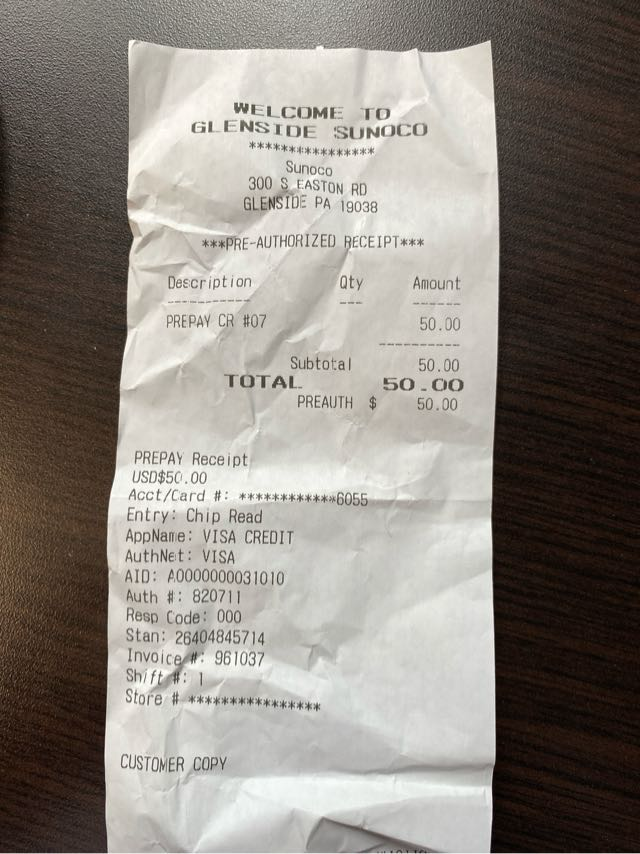 WELCOME TO
GLENSIDE SUNOCO
****************
Sunoco
300 S EASTON RD
GLENSIDE PA 19038
***PRE-AUTHORIZED RECEIPT***
Description Qty Amount
----------- --- ------
PREPAY CR #07 50.00
----------
Subtotal 50.00
TOTAL 50.00
PREAUTH $ 50.00
PREPAY Receipt
USD$50.00
Acct/Card #: ************6055
Entry: Chip Read
AppName: VISA CREDIT
AuthNet: VISA
AID: A0000000031010
Auth #: 820711
Resp Code: 000
Stan: 26404845714
Invoice #: 961037
Shift #: 1
Store # ****************
CUSTOMER COPY